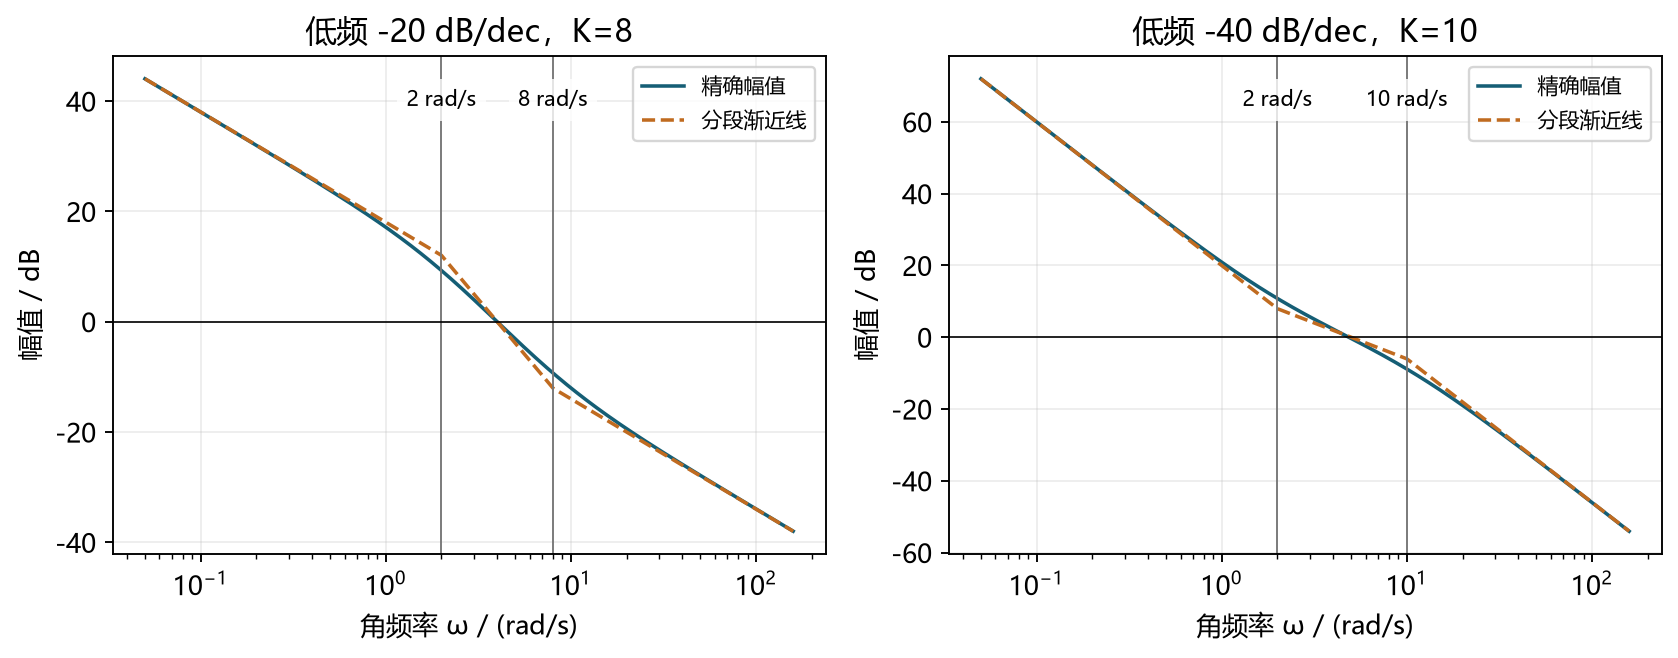 低频 -20 dB/dec，K=8
幅值 / dB
40
20
0
-20
-40
2 rad/s
8 rad/s
精确幅值
分段渐近线
10⁻¹
10⁰
10¹
10²
角频率 ω / (rad/s)
低频 -40 dB/dec，K=10
幅值 / dB
60
40
20
0
-20
-40
-60
2 rad/s
10 rad/s
精确幅值
分段渐近线
10⁻¹
10⁰
10¹
10²
角频率 ω / (rad/s)